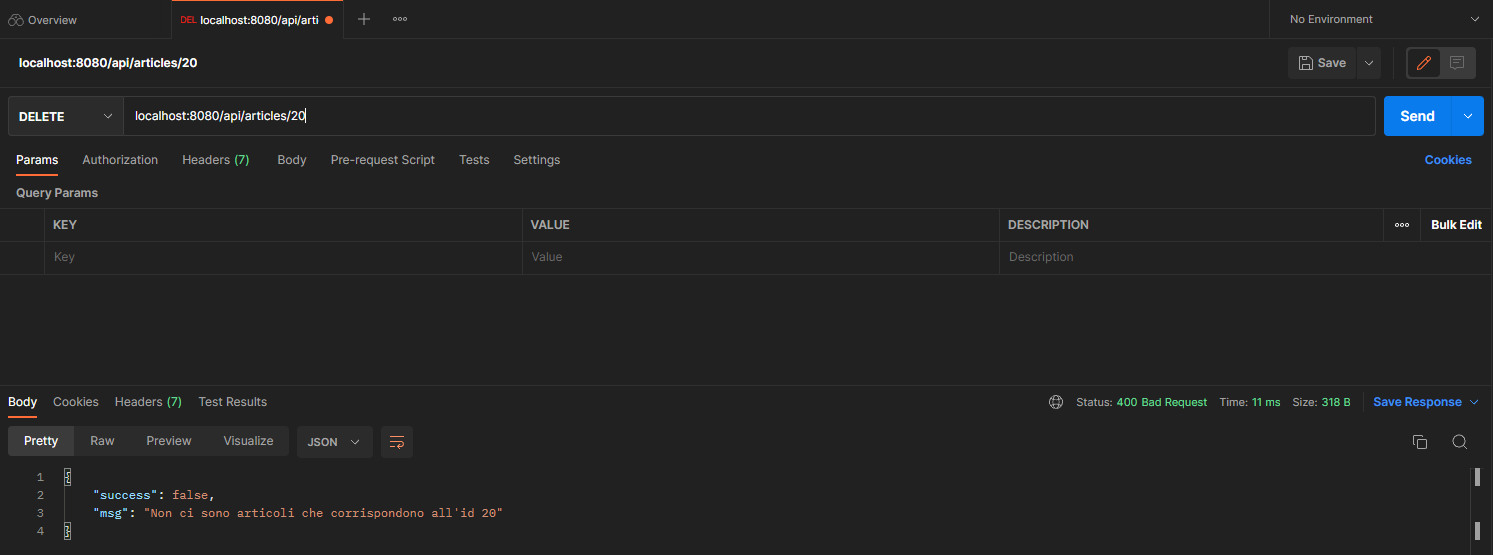 Overview
DEL localhost:8080/api/arti
No Environment
localhost:8080/api/articles/20
Save
DELETE
localhost:8080/api/articles/20
Send
Params Authorization Headers (7) Body Pre-request Script Tests Settings Cookies
Query Params
KEY VALUE DESCRIPTION Bulk Edit
Key Value Description
Body Cookies Headers (7) Test Results Status: 400 Bad Request Time: 11 ms Size: 318 B Save Response
Pretty Raw Preview Visualize JSON
1 {
2 "success": false,
3 "msg": "Non ci sono articoli che corrispondono all'id 20"
4 }